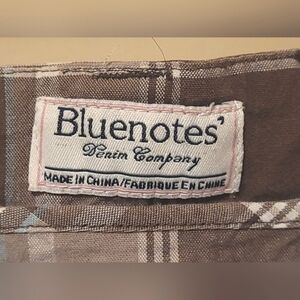 Bluenotes'
Denim Company
MADE IN CHINA/FABRIQUE EN CHINE